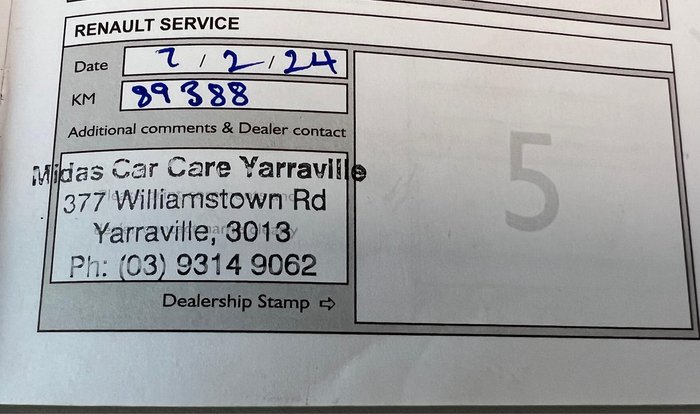 RENAULT SERVICE
Date 7 / 2 / 24
KM 89388
Additional comments & Dealer contact
Midas Car Care Yarraville
377 Williamstown Rd
Yarraville, 3013
Ph: (03) 9314 9062
Dealership Stamp ⇨
5